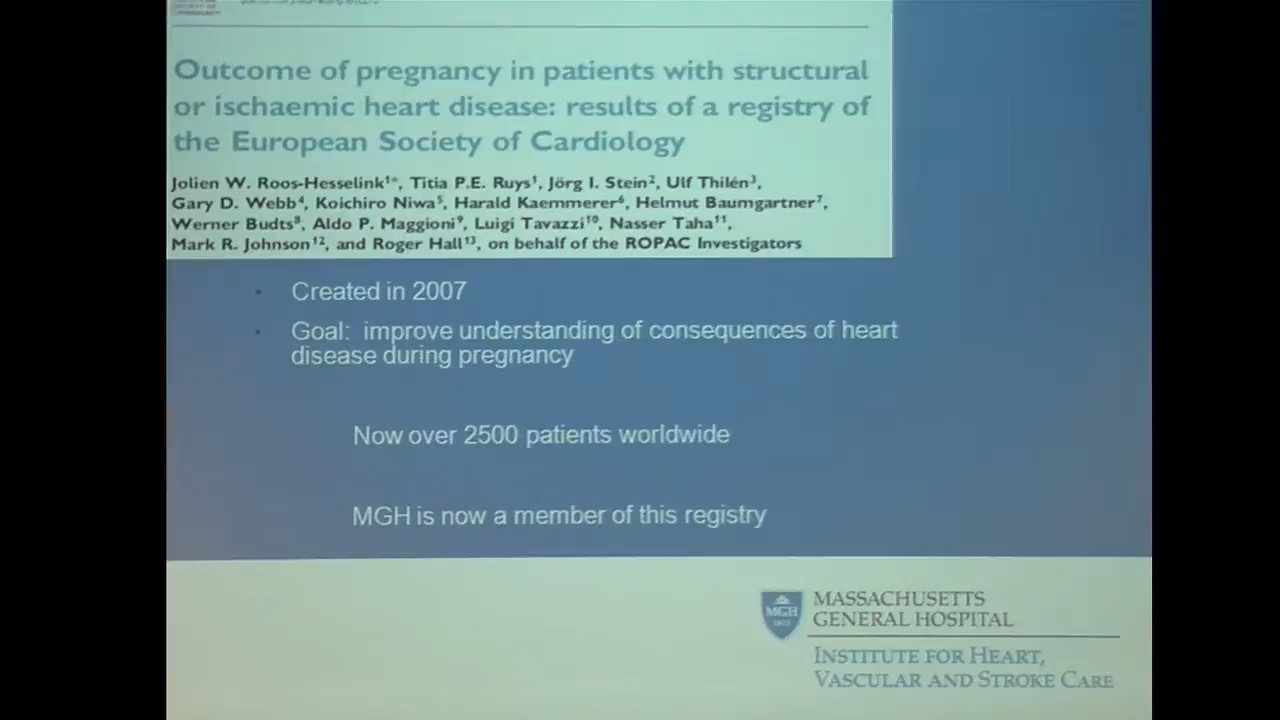 Outcome of pregnancy in patients with structural
or ischaemic heart disease: results of a registry of
the European Society of Cardiology
Jolien W. Roos-Hesselink¹*, Titia P.E. Ruys¹, Jörg I. Stein², Ulf Thilén³,
Gary D. Webb⁴, Koichiro Niwa⁵, Harald Kaemmerer⁶, Helmut Baumgartner⁷,
Werner Budts⁸, Aldo P. Maggioni⁹, Luigi Tavazzi¹⁰, Nasser Taha¹¹,
Mark R. Johnson¹², and Roger Hall¹³, on behalf of the ROPAC Investigators
· Created in 2007
· Goal: improve understanding of consequences of heart
disease during pregnancy
Now over 2500 patients worldwide
MGH is now a member of this registry
MGH
1811
MASSACHUSETTS
GENERAL HOSPITAL
INSTITUTE FOR HEART,
VASCULAR AND STROKE CARE